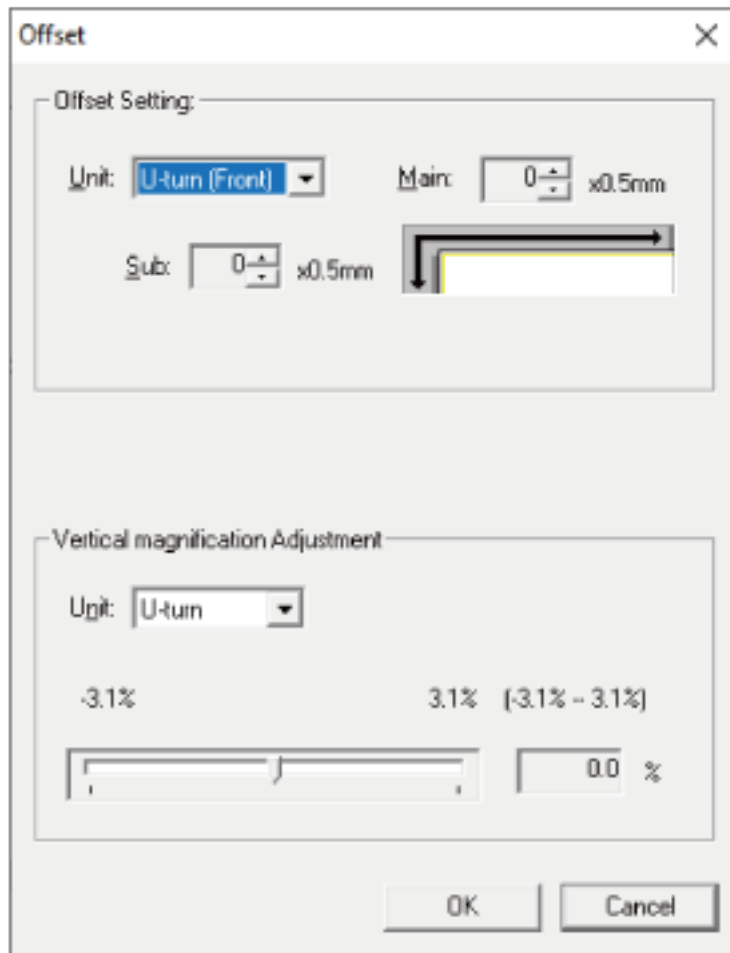 Offset
Offset Setting:
Unit: U-turn (Front) Main: 0 x0.5mm
Sub: 0 x0.5mm
Vertical magnification Adjustment
Unit: U-turn
-3.1% 3.1% (-3.1% -- 3.1%)
0.0 %
OK Cancel